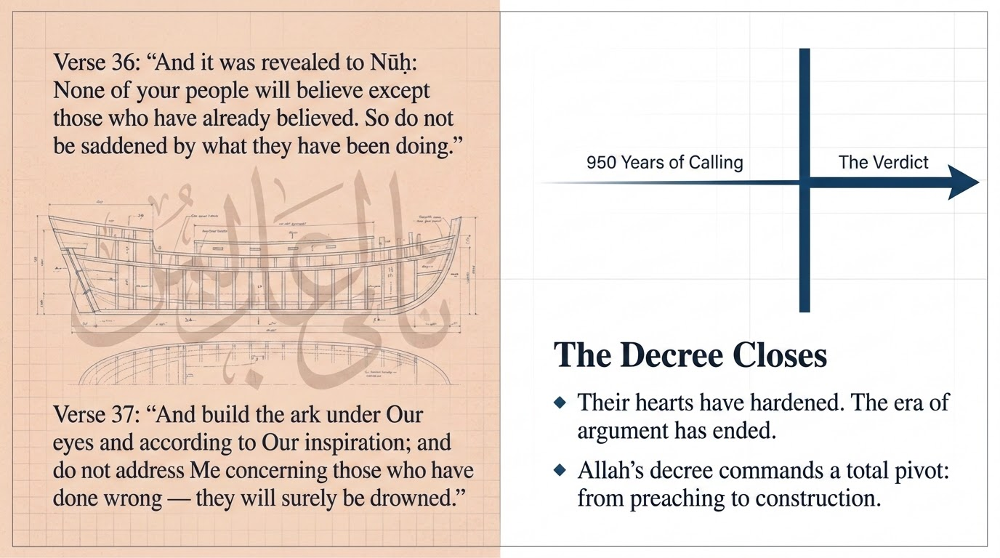 Verse 36: “And it was revealed to Nūḥ:
None of your people will believe except
those who have already believed. So do not
be saddened by what they have been doing.”
Verse 37: “And build the ark under Our
eyes and according to Our inspiration; and
do not address Me concerning those who have
done wrong — they will surely be drowned.”
950 Years of Calling
The Verdict
The Decree Closes
Their hearts have hardened. The era of
argument has ended.
Allah’s decree commands a total pivot:
from preaching to construction.